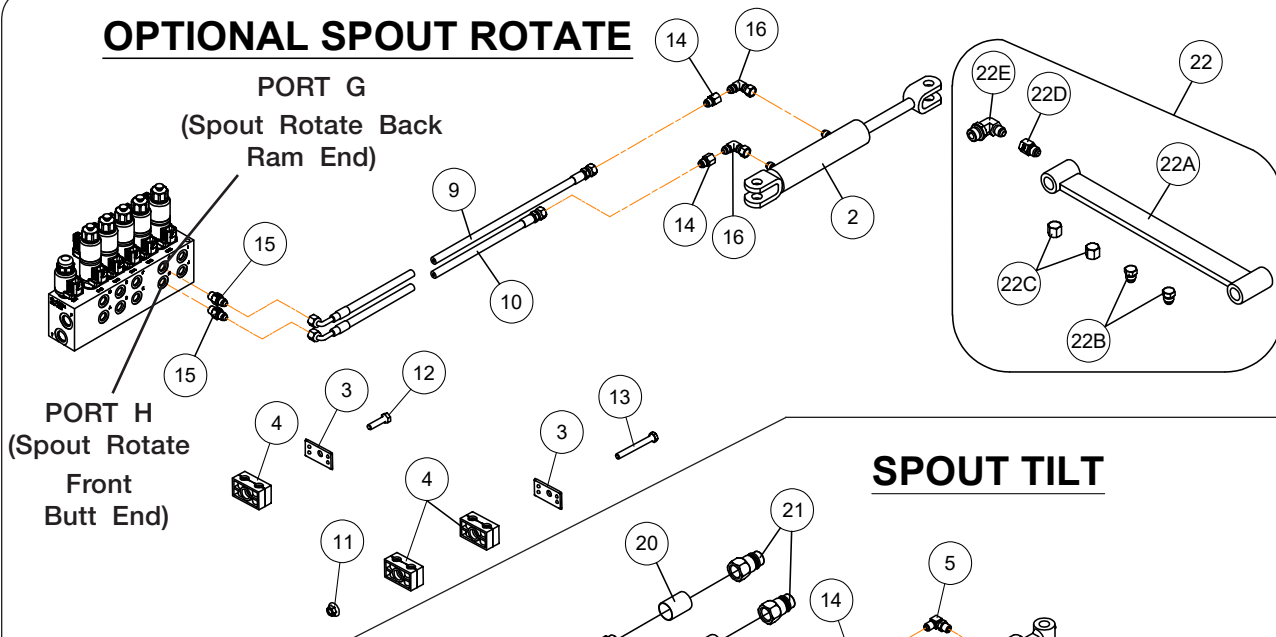 OPTIONAL SPOUT ROTATE
PORT G
(Spout Rotate Back
Ram End)
14
16
22
22E
22D
22A
9
14
16
2
15
10
22C
22B
15
PORT H
(Spout Rotate
Front
Butt End)
3
12
13
4
3
4
SPOUT TILT
11
20
21
5
14